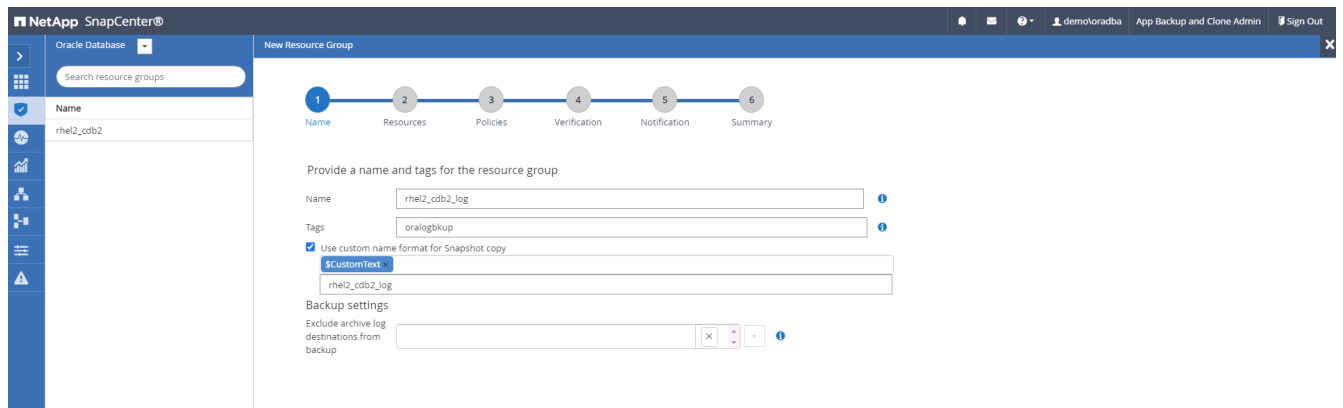 NetApp SnapCenter®
demo\oradba App Backup and Clone Admin Sign Out
Oracle Database
New Resource Group
Search resource groups
Name
rhel2_cdb2
1 2 3 4 5 6
Name Resources Policies Verification Notification Summary
Provide a name and tags for the resource group
Name rhel2_cdb2_log
Tags oralogbkup
Use custom name format for Snapshot copy
$CustomText ×
rhel2_cdb2_log
Backup settings
Exclude archive log
destinations from
backup